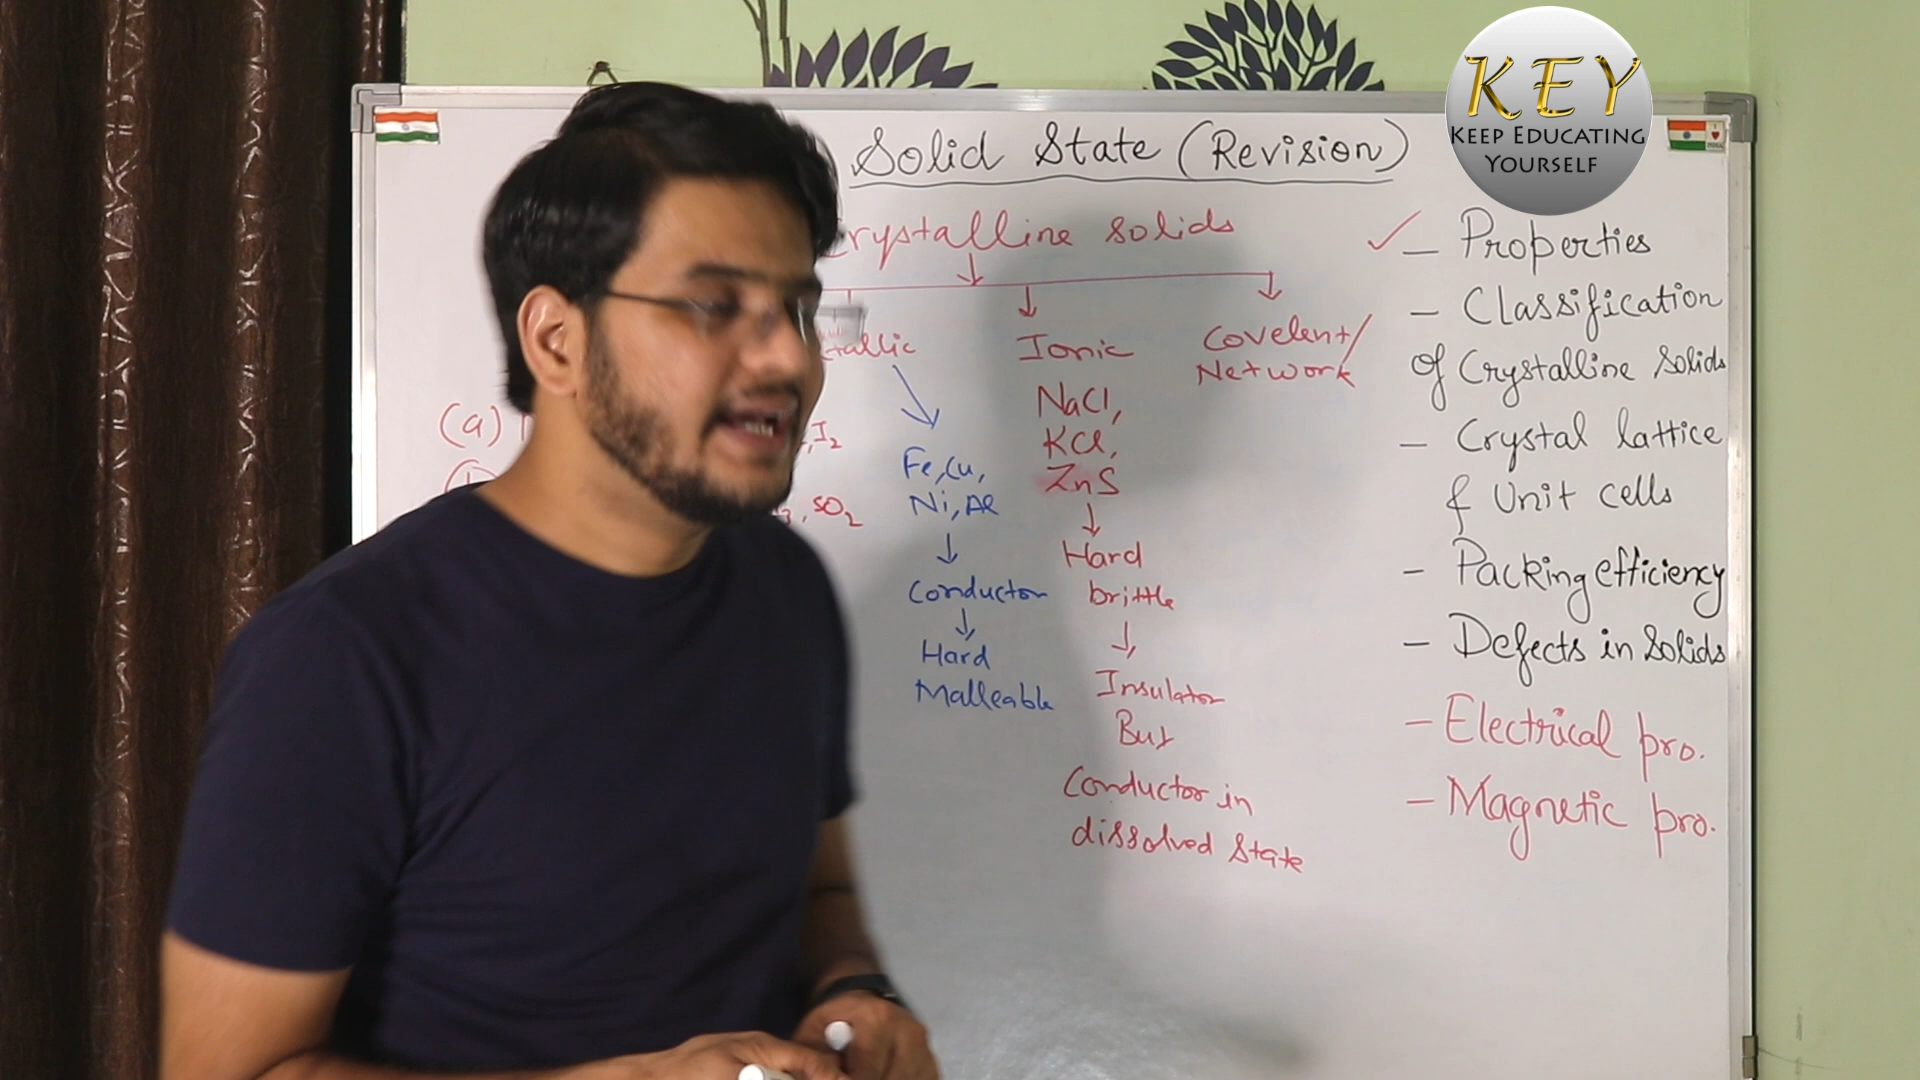 Solid State (Revision)
KEY
KEEP EDUCATING
YOURSELF
rystalline solids
tallic
Fe, Cu,
Ni, Al
Conductor
Hard
Malleable
Ionic
NaCl,
KCl,
ZnS
Hard
brittle
Insulator
But
Conductor in
dissolved state
Covelent/
Network
(a)
, I2
, SO2
- Properties
- Classification
of Crystalline solids
- Crystal lattice
& Unit cells
- Packing efficiency
- Defects in solids
- Electrical pro.
- Magnetic pro.